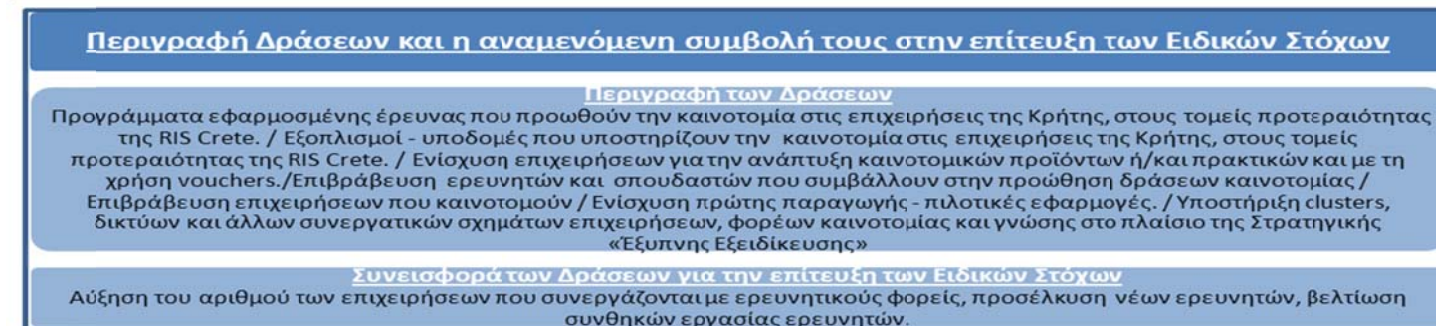 Περιγραφή Δράσεων και η αναμενόμενη συμβολή τους στην επίτευξη των Ειδικών Στόχων
Περιγραφή των Δράσεων
Προγράμματα εφαρμοσμένης έρευνας που προωθούν την καινοτομία στις επιχειρήσεις της Κρήτης, στους τομείς προτεραιότητας
της RIS Crete. / Εξοπλισμοί - υποδομές που υποστηρίζουν την καινοτομία στις επιχειρήσεις της Κρήτης, στους τομείς
προτεραιότητας της RIS Crete. / Ενίσχυση επιχειρήσεων για την ανάπτυξη καινοτομικών προϊόντων ή/και πρακτικών και με τη
χρήση vouchers./Επιβράβευση ερευνητών και σπουδαστών που συμβάλλουν στην προώθηση δράσεων καινοτομίας /
Επιβράβευση επιχειρήσεων που καινοτομούν / Ενίσχυση πρώτης παραγωγής - πιλοτικές εφαρμογές. / Υποστήριξη clusters,
δικτύων και άλλων συνεργατικών σχημάτων επιχειρήσεων, φορέων καινοτομίας και γνώσης στο πλαίσιο της Στρατηγικής
«Έξυπνης Εξειδίκευσης»
Συνεισφορά των Δράσεων για την επίτευξη των Ειδικών Στόχων
Αύξηση του αριθμού των επιχειρήσεων που συνεργάζονται με ερευνητικούς φορείς, προσέλκυση νέων ερευνητών, βελτίωση
συνθηκών εργασίας ερευνητών.